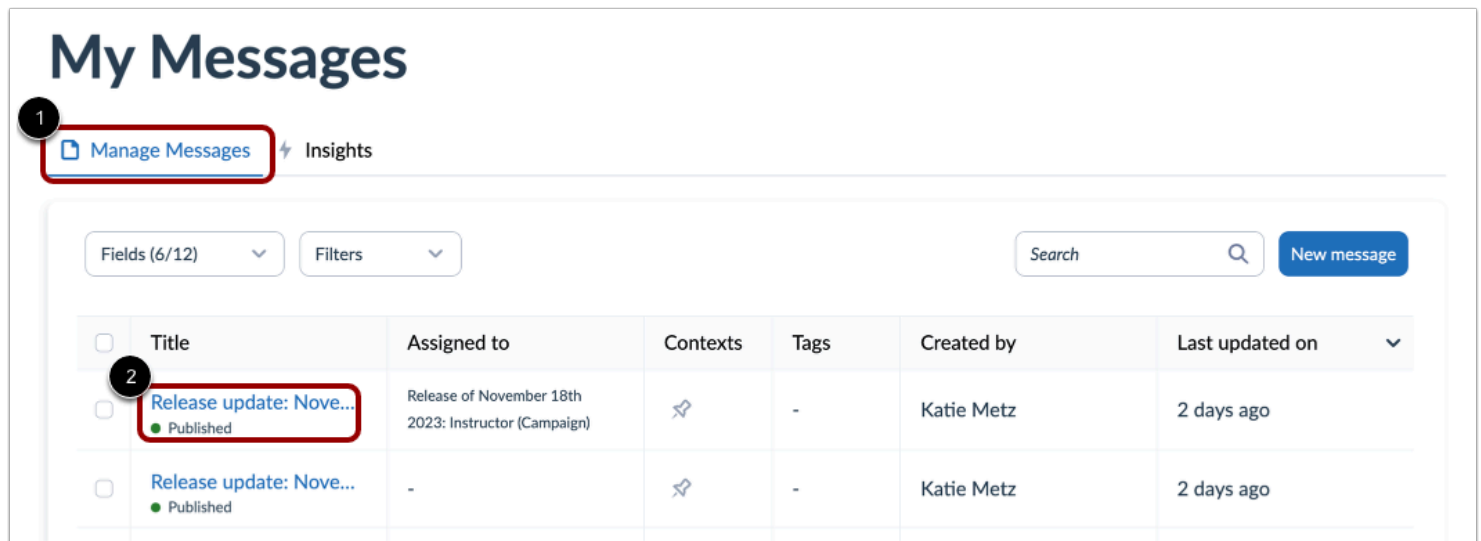 My Messages
1
Manage Messages Insights
Fields (6/12) Filters Search New message
Title Assigned to Contexts Tags Created by Last updated on
2
Release update: Nove... Release of November 18th 2023: Instructor (Campaign) - Katie Metz 2 days ago
Published
Release update: Nove... - - Katie Metz 2 days ago
Published